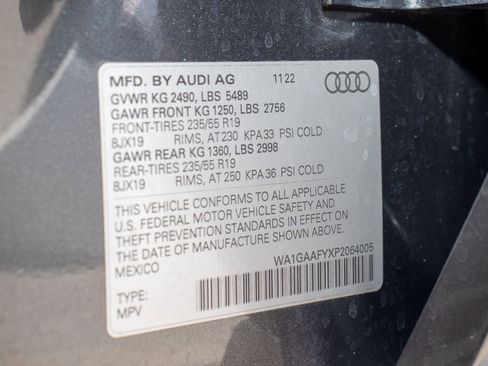 MFD. BY AUDI AG 11 22
GVWR KG 2490, LBS 5489
GAWR FRONT KG 1250, LBS 2756
FRONT-TIRES 235/55 R19
8JX19 RIMS, AT 230 KPA 33 PSI COLD
GAWR REAR KG 1360, LBS 2998
REAR-TIRES 235/55 R19
8JX19 RIMS, AT 250 KPA 36 PSI COLD
THIS VEHICLE CONFORMS TO ALL APPLICABLE
U.S. FEDERAL MOTOR VEHICLE SAFETY AND
THEFT PREVENTION STANDARDS IN EFFECT ON
THE DATE OF MANUFACTURE SHOWN ABOVE.
MEXICO
WA1GAAFYXP2064005
TYPE:
MPV